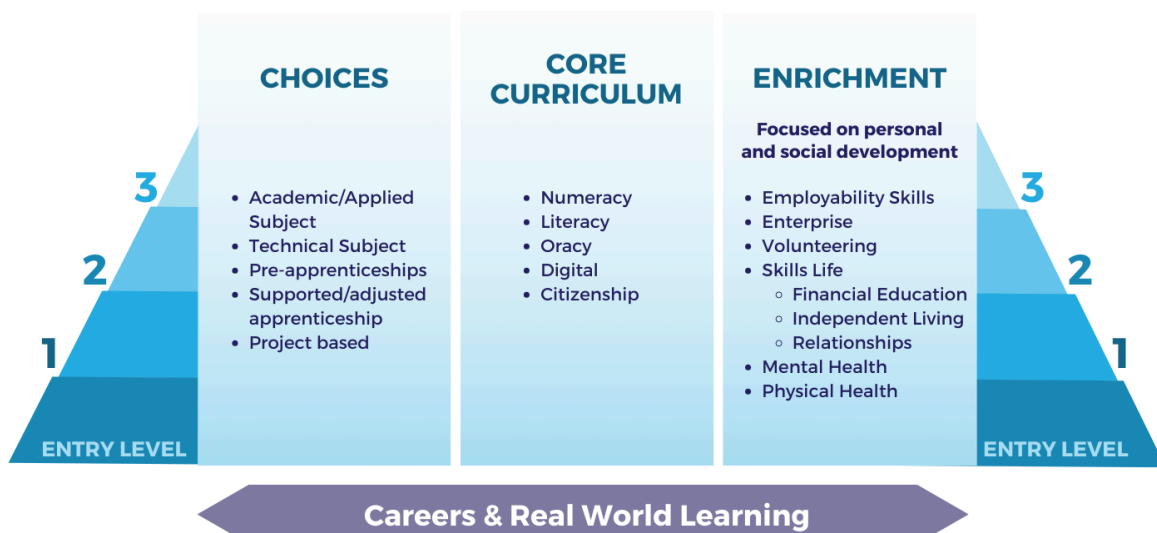 CHOICES
• Academic/Applied
Subject
• Technical Subject
• Pre-apprenticeships
• Supported/adjusted
apprenticeship
• Project based
CORE
CURRICULUM
• Numeracy
• Literacy
• Oracy
• Digital
• Citizenship
ENRICHMENT
Focused on personal
and social development
• Employability Skills
• Enterprise
• Volunteering
• Skills Life
◦ Financial Education
◦ Independent Living
◦ Relationships
• Mental Health
• Physical Health
3
2
1
ENTRY LEVEL
3
2
1
ENTRY LEVEL
Careers & Real World Learning